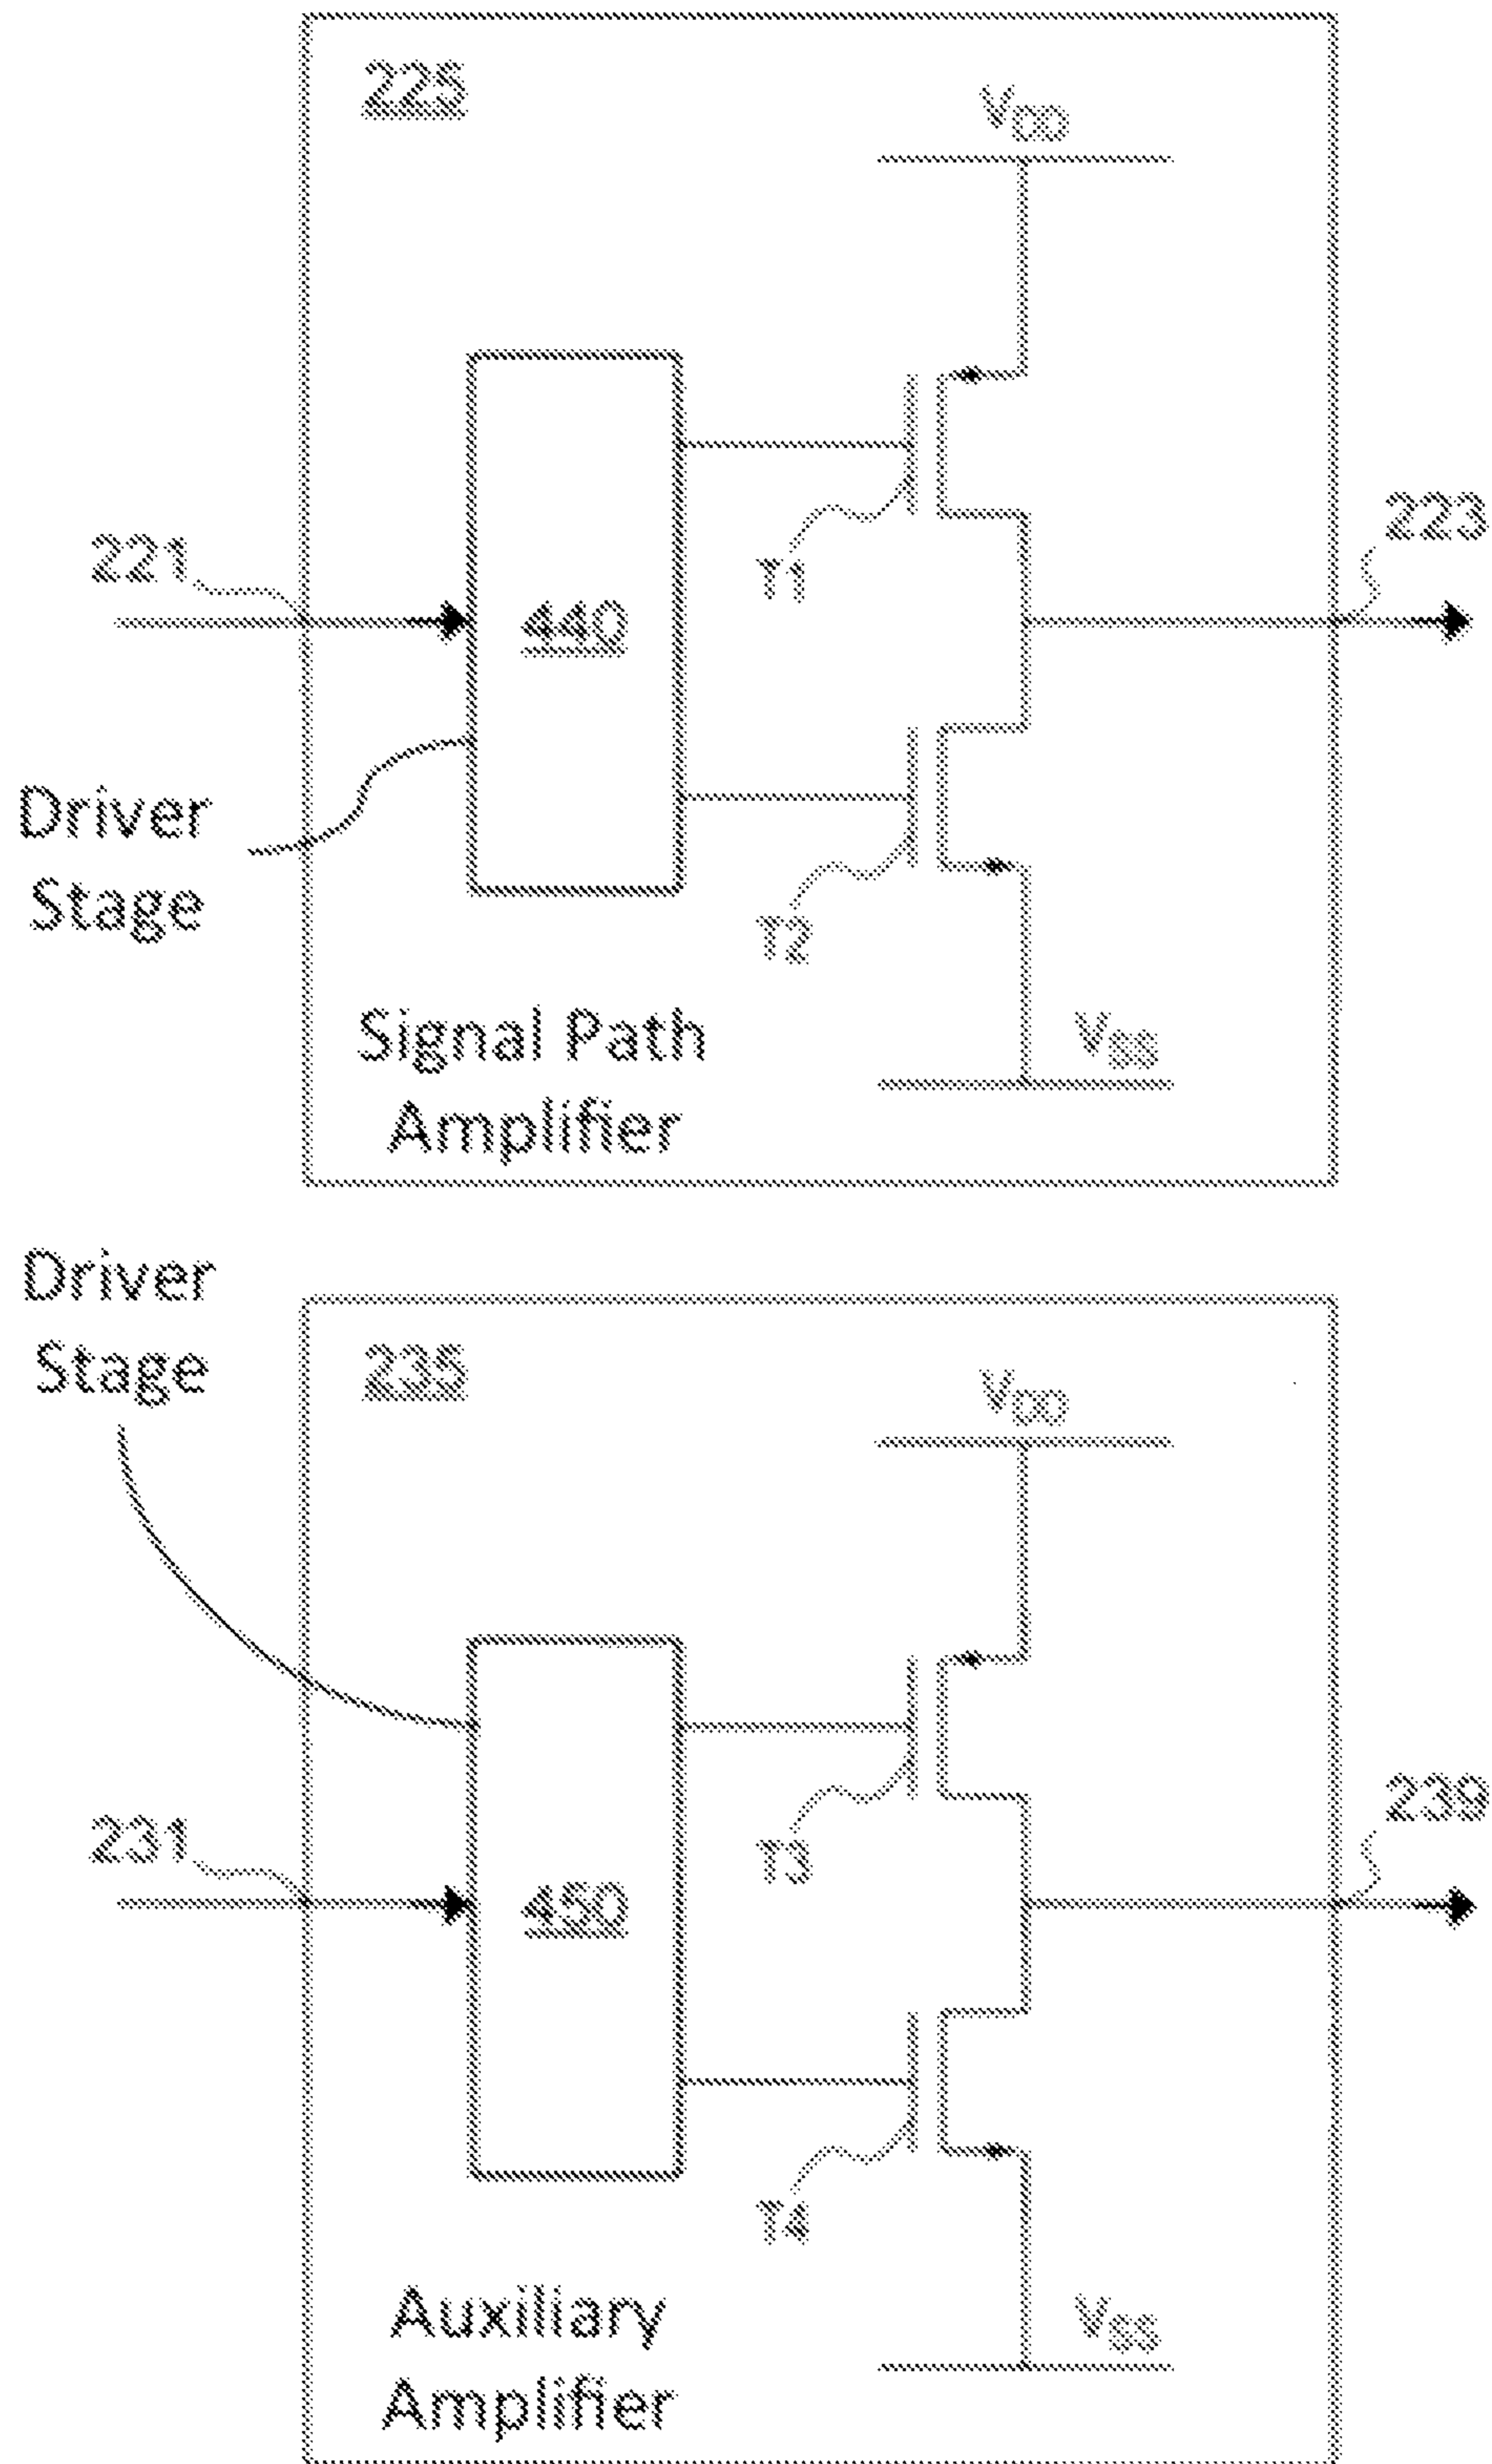 225
VDD
221
440
T1
223
Driver
Stage
T2
Signal Path
Amplifier
VSS
Driver
Stage
235
VDD
231
450
T3
239
T4
Auxiliary
Amplifier
VSS